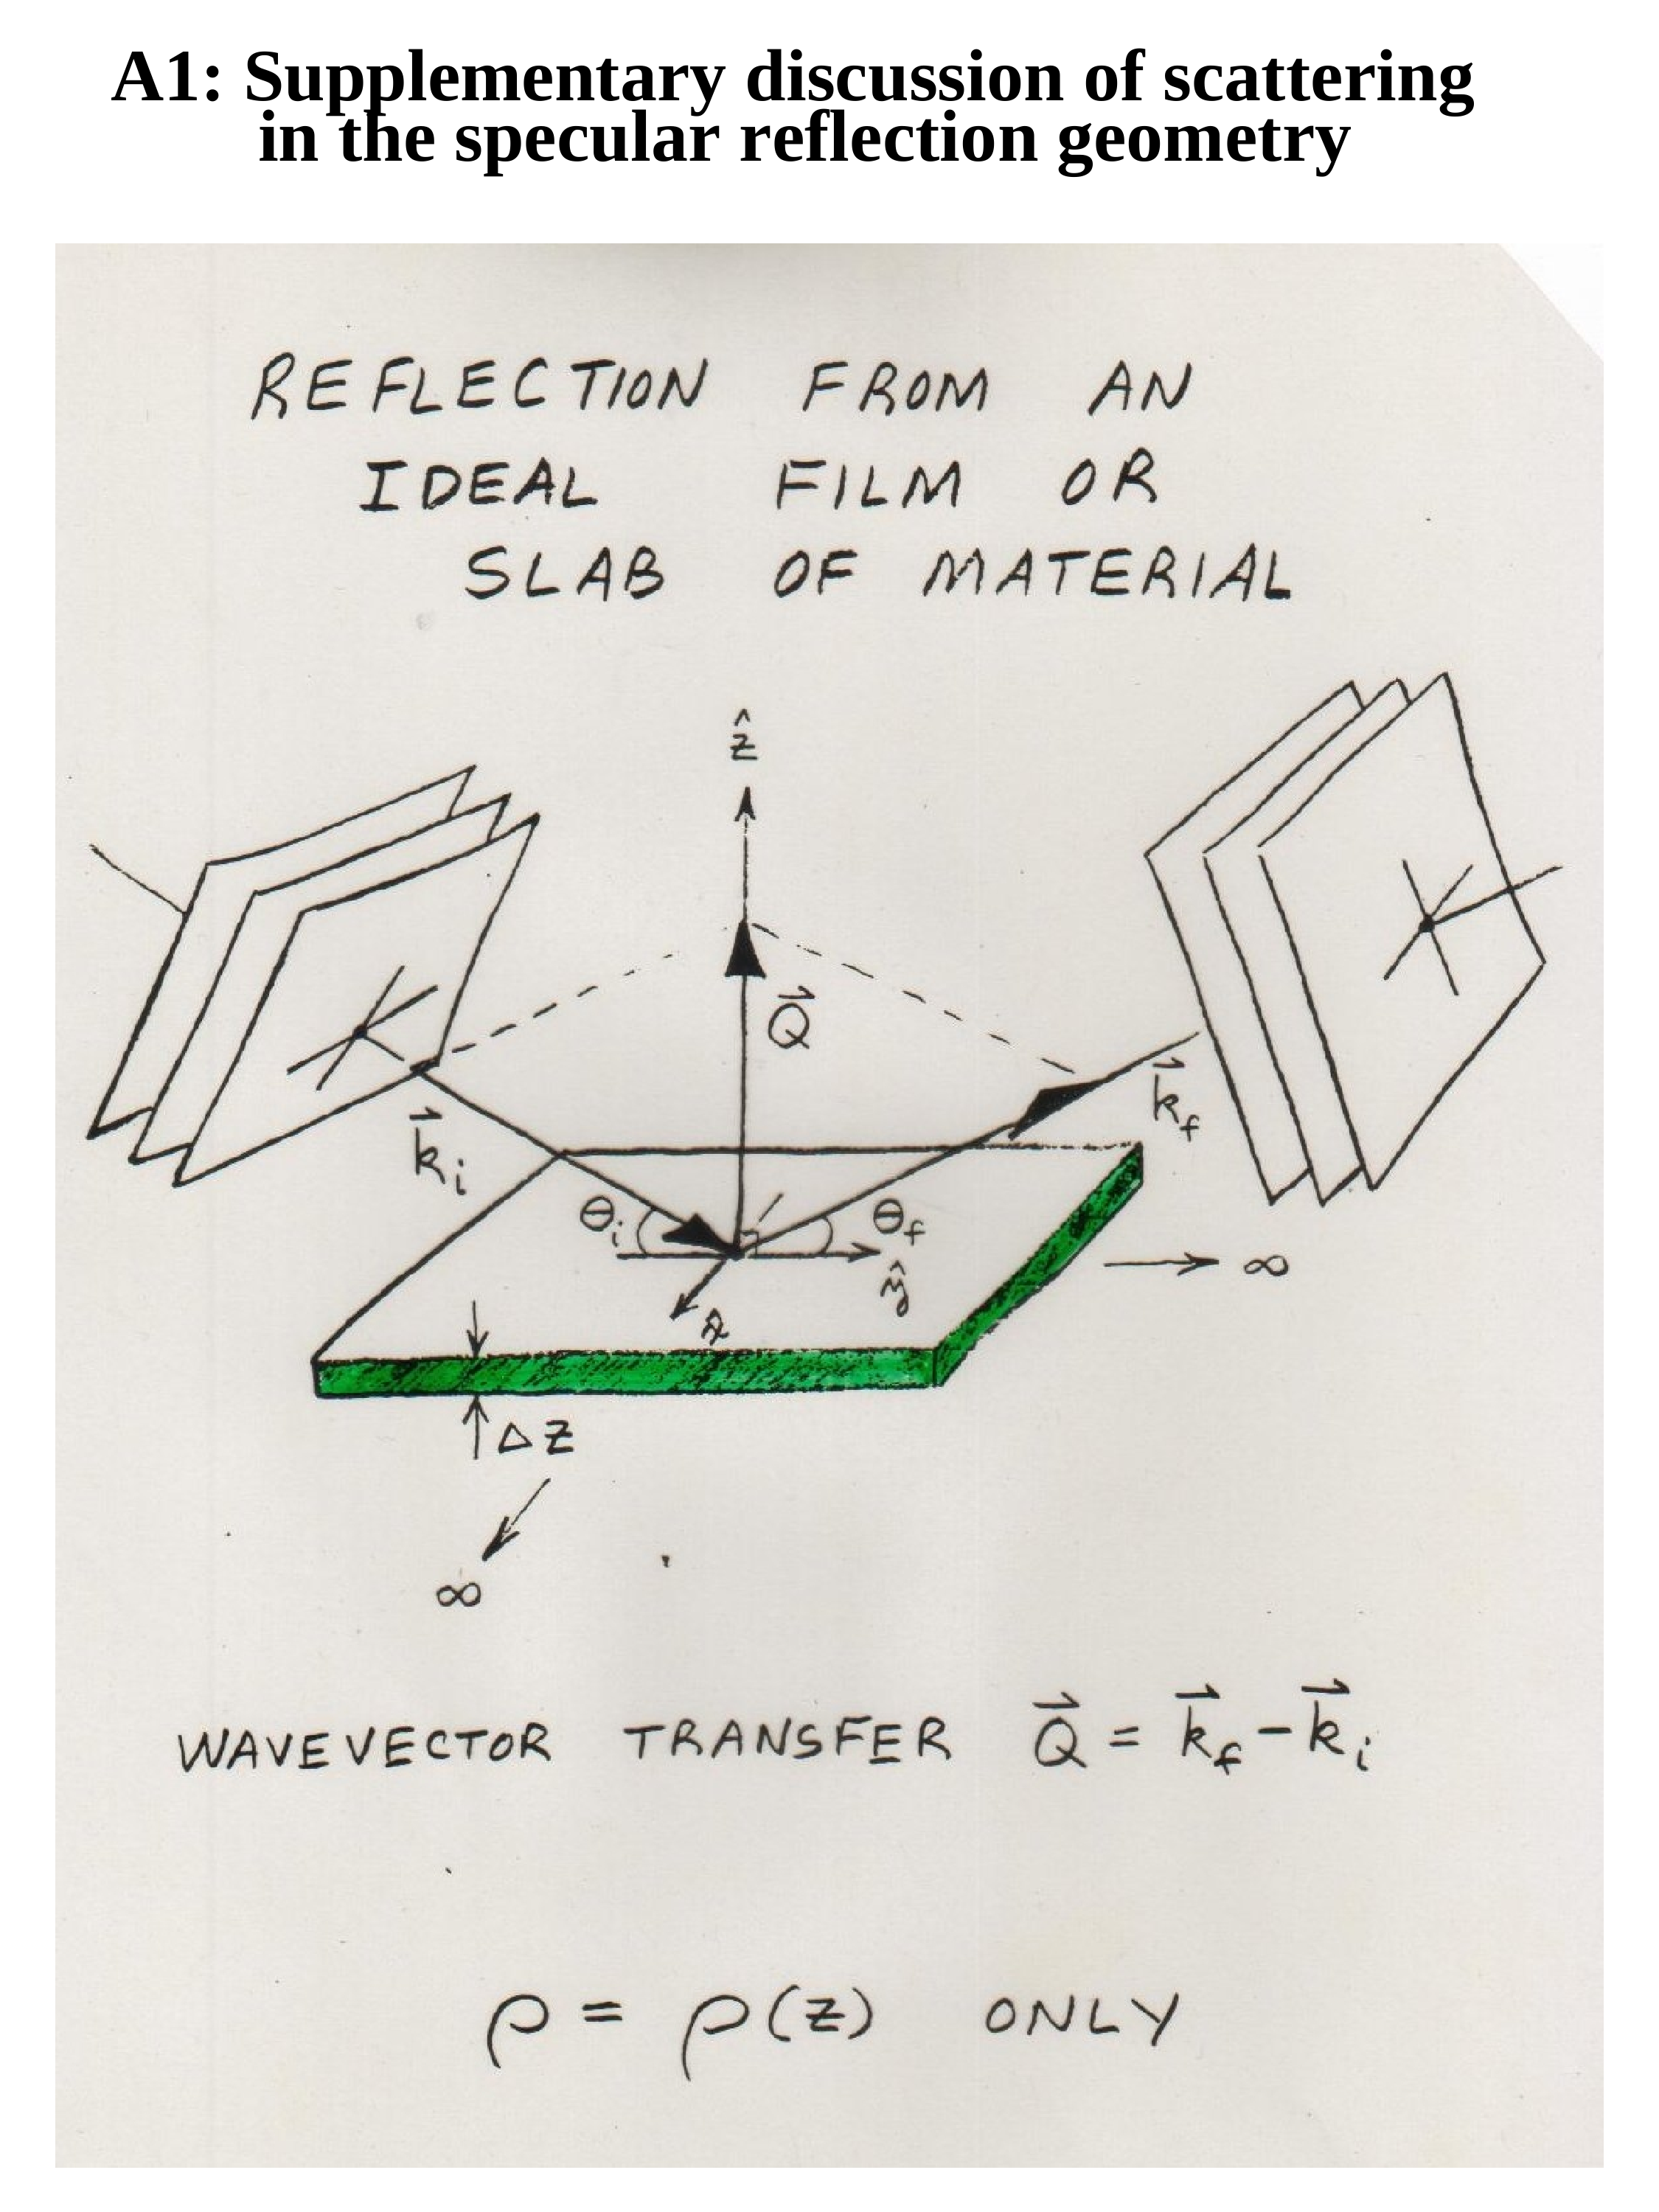 A1: Supplementary discussion of scattering
in the specular reflection geometry
REFLECTION FROM AN
IDEAL FILM OR
SLAB OF MATERIAL
ẑ
Q⃗
k⃗i
k⃗f
θi
θf
ŷ
x̂
→ ∞
Δz
∞
WAVEVECTOR TRANSFER Q⃗ = k⃗f - k⃗i
ρ = ρ(z) ONLY